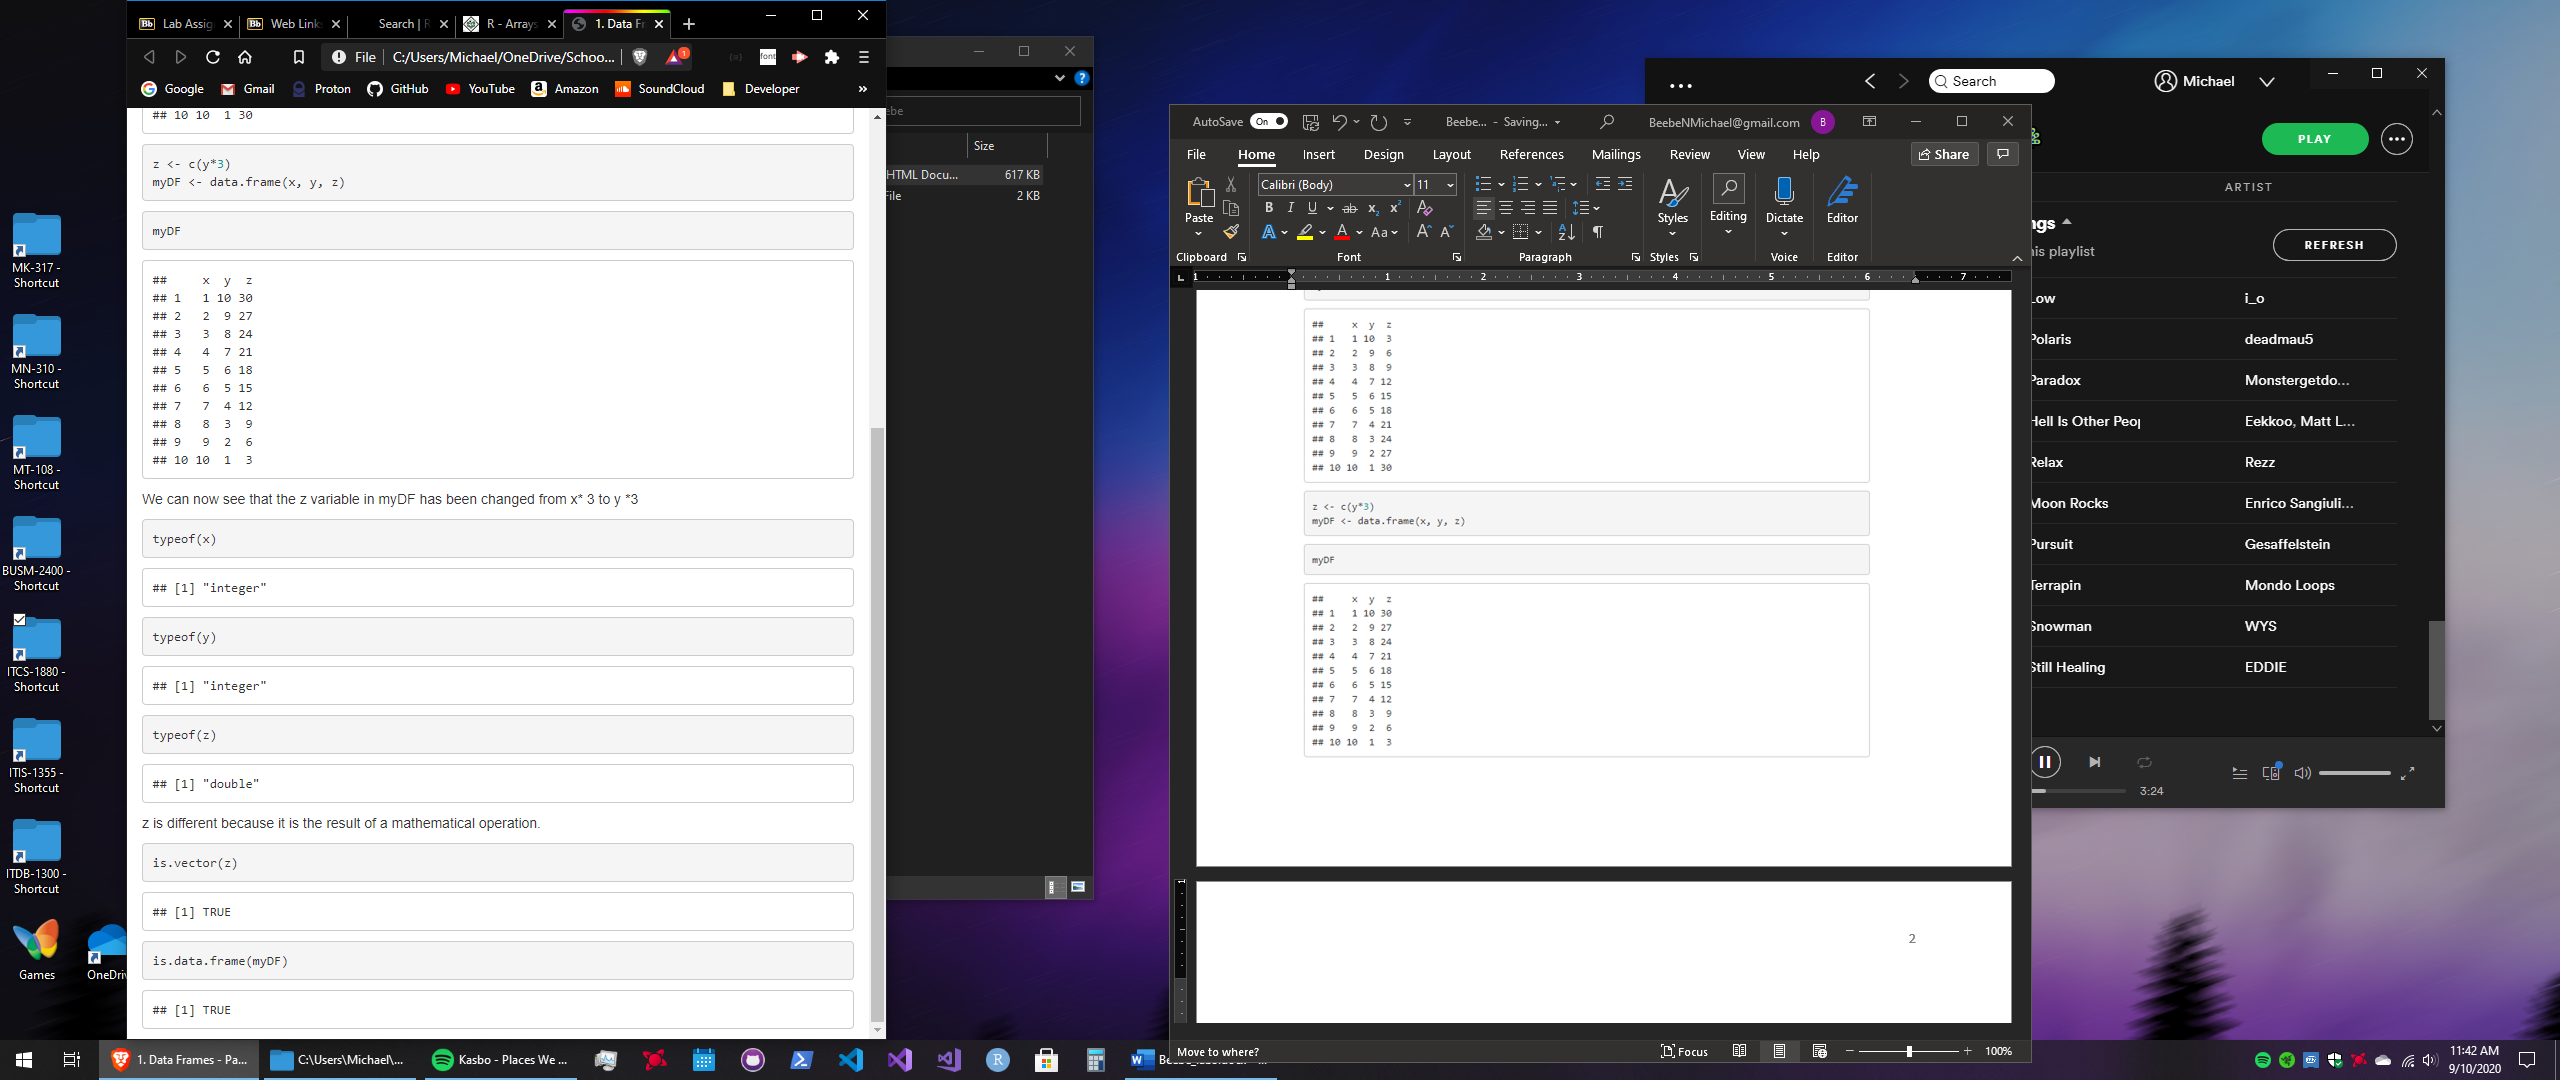 MK-317 -
Shortcut
MN-310 -
Shortcut
MT-108 -
Shortcut
BUSM-2400 -
Shortcut
ITCS-1880 -
Shortcut
ITIS-1355 -
Shortcut
ITDB-1300 -
Shortcut
Games
OneDriv
Lab Assig
Web Link
Search | R
R - Arrays
1. Data Fr
File
C:/Users/Michael/OneDrive/Schoo...
Google
Gmail
Proton
GitHub
YouTube
Amazon
SoundCloud
Developer
»
## 10 10  1 30
z <- c(y*3)
myDF <- data.frame(x, y, z)
myDF
##     x  y  z
## 1   1 10 30
## 2   2  9 27
## 3   3  8 24
## 4   4  7 21
## 5   5  6 18
## 6   6  5 15
## 7   7  4 12
## 8   8  3  9
## 9   9  2  6
## 10 10  1  3
We can now see that the z variable in myDF has been changed from x* 3 to y *3
typeof(x)
## [1] "integer"
typeof(y)
## [1] "integer"
typeof(z)
## [1] "double"
z is different because it is the result of a mathematical operation.
is.vector(z)
## [1] TRUE
is.data.frame(myDF)
## [1] TRUE
ebe
Size
HTML Docu...
617 KB
File
2 KB
AutoSave
On
Beebe... - Saving...
BeebeNMichael@gmail.com
B
File
Home
Insert
Design
Layout
References
Mailings
Review
View
Help
Share
Paste
Clipboard
Calibri (Body)
11
Font
Paragraph
Styles
Styles
Editing
Dictate
Voice
Editor
Editor
1 1 2 3 4 5 6 7
##     x  y  z
## 1   1 10  3
## 2   2  9  6
## 3   3  8  9
## 4   4  7 12
## 5   5  6 15
## 6   6  5 18
## 7   7  4 21
## 8   8  3 24
## 9   9  2 27
## 10 10  1 30
z <- c(y*3)
myDF <- data.frame(x, y, z)
myDF
##     x  y  z
## 1   1 10 30
## 2   2  9 27
## 3   3  8 24
## 4   4  7 21
## 5   5  6 18
## 6   6  5 15
## 7   7  4 12
## 8   8  3  9
## 9   9  2  6
## 10 10  1  3
2
Move to where?
Focus
100%
Search
Michael
PLAY
ARTIST
ngs
his playlist
REFRESH
Low
i_o
Polaris
deadmau5
Paradox
Monstergetdo...
Hell Is Other Peop
Eekkoo, Matt L...
Relax
Rezz
Moon Rocks
Enrico Sangiuli...
Pursuit
Gesaffelstein
Terrapin
Mondo Loops
Snowman
WYS
Still Healing
EDDIE
3:24
1. Data Frames - Pa...
C:\Users\Michael\...
Kasbo - Places We ...
11:42 AM
9/10/2020